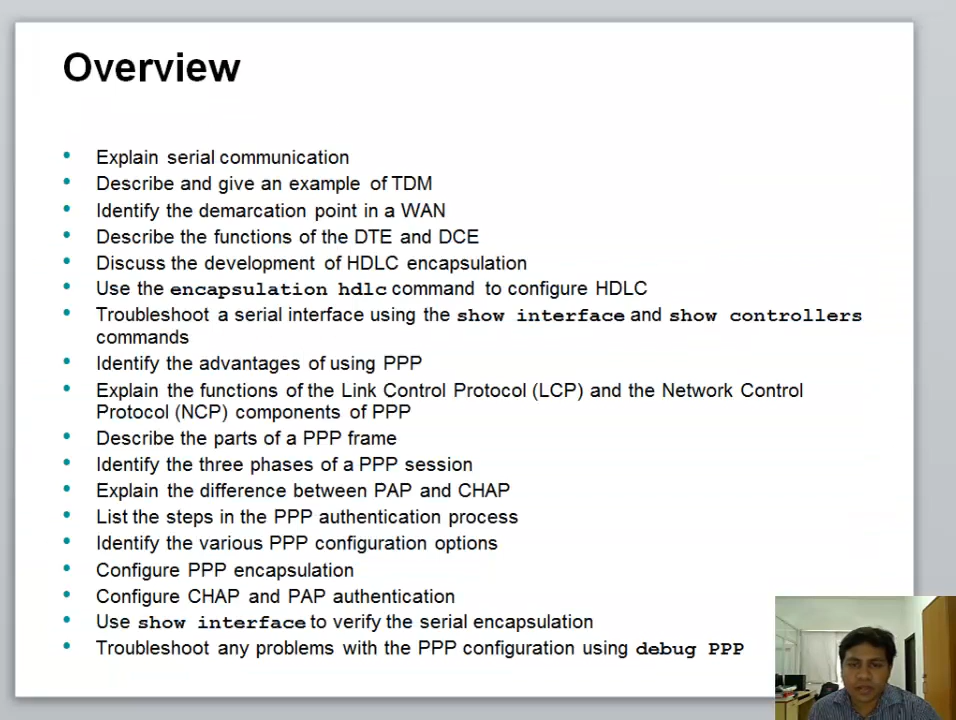 Overview
• Explain serial communication
• Describe and give an example of TDM
• Identify the demarcation point in a WAN
• Describe the functions of the DTE and DCE
• Discuss the development of HDLC encapsulation
• Use the encapsulation hdlc command to configure HDLC
• Troubleshoot a serial interface using the show interface and show controllers
commands
• Identify the advantages of using PPP
• Explain the functions of the Link Control Protocol (LCP) and the Network Control
Protocol (NCP) components of PPP
• Describe the parts of a PPP frame
• Identify the three phases of a PPP session
• Explain the difference between PAP and CHAP
• List the steps in the PPP authentication process
• Identify the various PPP configuration options
• Configure PPP encapsulation
• Configure CHAP and PAP authentication
• Use show interface to verify the serial encapsulation
• Troubleshoot any problems with the PPP configuration using debug PPP